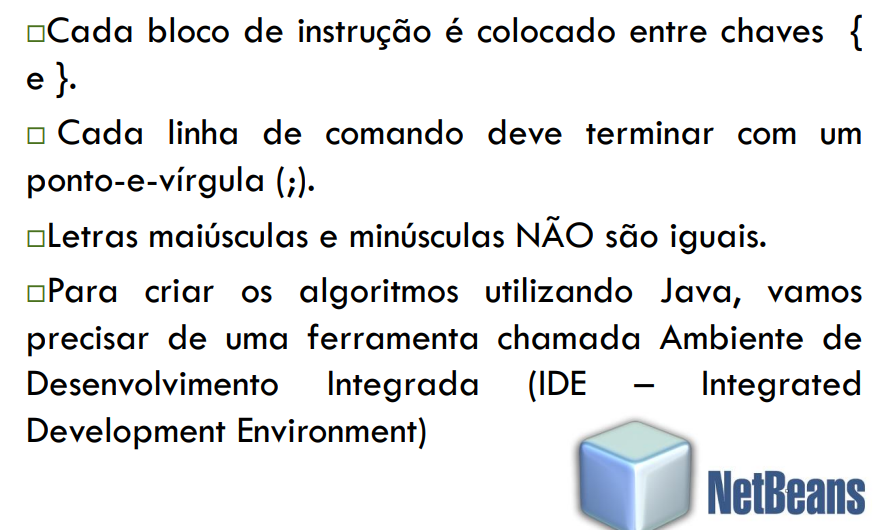 □Cada bloco de instrução é colocado entre chaves {
e }.
□ Cada linha de comando deve terminar com um
ponto-e-vírgula (;).
□Letras maiúsculas e minúsculas NÃO são iguais.
□Para criar os algoritmos utilizando Java, vamos
precisar de uma ferramenta chamada Ambiente de
Desenvolvimento Integrada (IDE – Integrated
Development Environment)
NetBeans